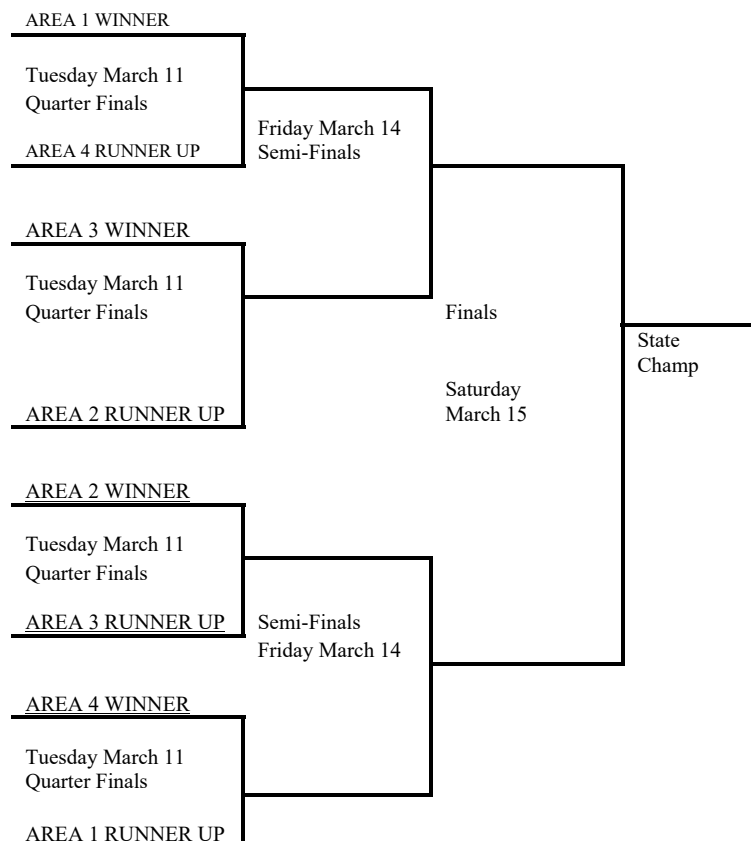 AREA 1 WINNER
Tuesday March 11
Quarter Finals
AREA 4 RUNNER UP
Friday March 14
Semi-Finals
AREA 3 WINNER
Tuesday March 11
Quarter Finals
AREA 2 RUNNER UP
Finals
Saturday
March 15
State
Champ
AREA 2 WINNER
Tuesday March 11
Quarter Finals
AREA 3 RUNNER UP
Semi-Finals
Friday March 14
AREA 4 WINNER
Tuesday March 11
Quarter Finals
AREA 1 RUNNER UP